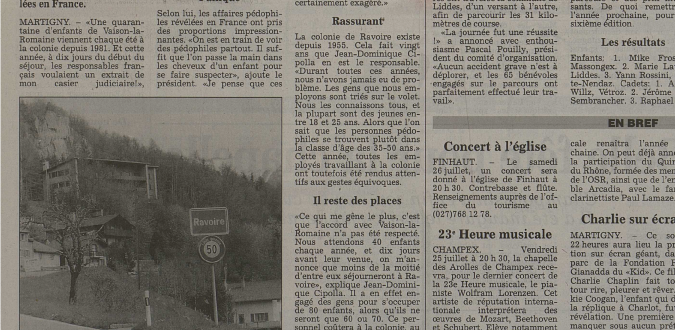 lées en France.
MARTIGNY. – «Une quaran-
taine d'enfants de Vaison-la-
Romaine viennent chaque été à
la colonie depuis 1981. Et cette
année, à dix jours du début du
séjour, les responsables fran-
çais voulaient un extrait de
mon casier judiciaire!»,
Selon lui, les affaires pédophi-
les révélées en France ont pris
des proportions impression-
nantes. «On est en train de voir
des pédophiles partout. Il suf-
fit que l'on passe la main dans
les cheveux d'un enfant pour
se faire suspecter», ajoute le
président. «Je pense que ces
Ravoire
50
certainement exagéré.»
Rassurant
La colonie de Ravoire existe
depuis 1955. Cela fait vingt
ans que Jean-Dominique Ci-
polla en est le responsable.
«Durant toutes ces années,
nous n'avons jamais eu de pro-
blème. Les gens que nous em-
ployons sont triés sur le volet.
Nous les connaissons tous, et
la plupart sont des jeunes entre
18 et 25 ans. Alors que l'on
sait que les personnes pédo-
philes se trouvent plutôt dans
la classe d'âge des 35-50 ans.»
Cette année, toutes les em-
ployés travaillant à la colonie
ont toutefois été rendus atten-
tifs aux gestes équivoques.
Il reste des places
«Ce qui me gêne le plus, c'est
que l'accord avec Vaison-la-
Romaine n'a pas été respecté.
Nous attendons 40 enfants
chaque année, et dix jours
avant leur venue, on m'an-
nonce que moins de la moitié
d'entre eux séjourneront à Ra-
voire», explique Jean-Domini-
que Cipolla. Il a en effet en-
gagé des gens pour s'occuper
de 80 enfants, alors qu'ils ne
seront que 60 ou 70. Ce per-
sonnel coûtera à la colonie, au
Liddes, d'un versant à l'autre,
afin de parcourir les 31 kilo-
mètres de course.
«La journée fut une réussite
!» a annoncé avec enthou-
siasme Pascal Pouilly, prési-
dent du comité d'organisation.
«Aucun accident grave n'est à
déplorer, et les 65 bénévoles
engagés sur le parcours ont
parfaitement effectué leur tra-
vail».
sants. De quoi remettre
l'année prochaine, pour
sixième édition
Les résultats
Enfants: 1. Mike Fros
Massongex. 2. Marie La
Liddes. 3. Yann Rossini,
te-Nendaz. Cadets: 1. A
Willz, Vétroz. 2. Jérôme
Sembrancher. 3. Raphael
EN BREF
Concert à l'église
FINHAUT. – Le samedi
26 juillet, un concert sera
donné à l'église de Finhaut à
20 h 30. Contrebasse et flûte.
Renseignements auprès de l'of-
fice du tourisme au
(027)768 12 78.
23e Heure musicale
CHAMPEX. – Vendredi
25 juillet à 20 h 30, la chapelle
des Arolles de Champex rece-
vra, pour le dernier concert de
la 23e Heure musicale, le pia-
niste Wolfram Lorenzen. Cet
artiste de réputation interna-
tionale interprétera des
œuvres de Mozart, Beethoven
et Schubert. Elève notamment
cale renaîtra l'année
chaine. On peut déjà anno
la participation du Quin
du Rhône, formée des mem
de l'OSR, ainsi que de l'en
ble Arcadia, avec le fam
clarinettiste Paul Lamaze.
Charlie sur écra
MARTIGNY. – Ce so
22 heures aura lieu la pr
tion sur écran géant, da
parc de la Fondation P
Gianadda du «Kid». Ce fil
Charlie Chaplin fait to
tour rire, pleurer et rêver.
kie Coogan, l'enfant qui d
la réplique à Charlot, fur
révélation. Une première
manquer sous aucun prét